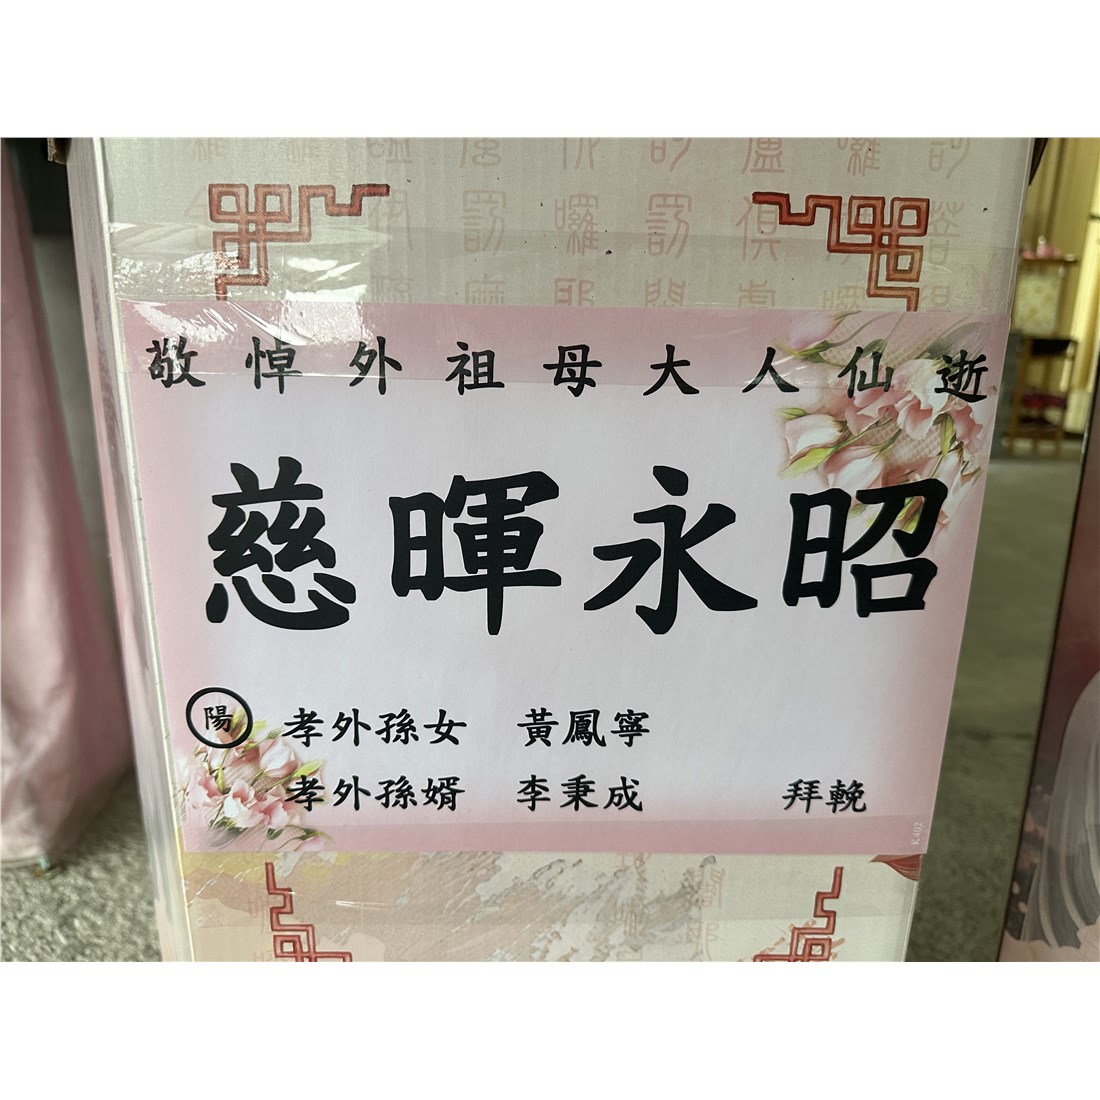 敬悼外祖母大人仙逝
慈暉永昭
陽 孝外孫女 黃鳳寧
孝外孫婿 李秉成 拜輓
K-402